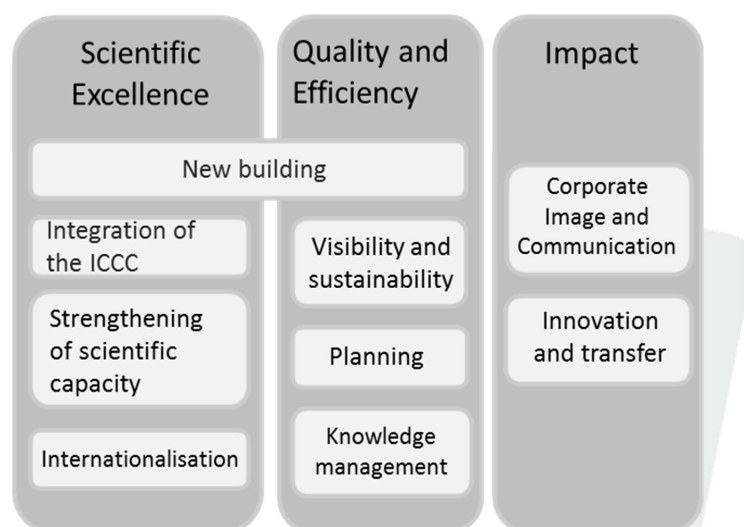 Scientific
Excellence
Quality and
Efficiency
Impact
New building
Integration of
the ICCC
Strengthening
of scientific
capacity
Internationalisation
Visibility and
sustainability
Planning
Knowledge
management
Corporate
Image and
Communication
Innovation
and transfer